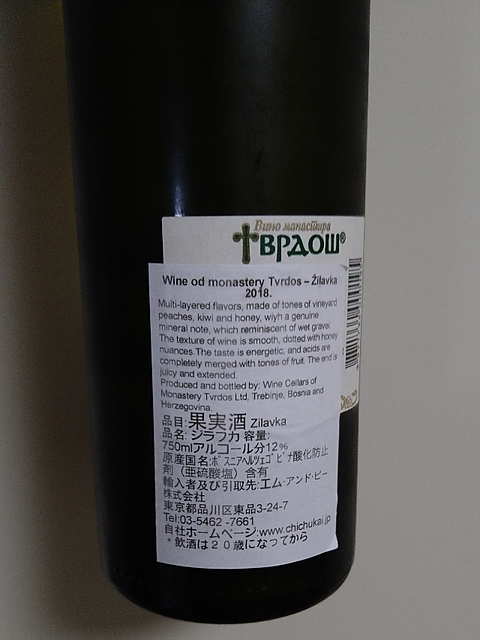 Вино манастира
ТВРДОШ®
Wine od monastery Tvrdos – Žilavka
2018.
Multi-layered flavors, made of tones of vineyard
peaches, kiwi and honey, wiyh a genuine
mineral note, which reminiscent of wet gravel.
The texture of wine is smooth, dotted with honey
nuances.The taste is energetic, and acids are
completely merged with tones of fruit. The end is
juicy and extended.
Produced and bottled by: Wine Cellars of
Monastery Tvrdos Ltd, Trebinje, Bosnia and
Herzegovina.
品目:果実酒 Zilavka
品名: ジラフカ 容量:
750mlアルコール分12%
原産国名:ボスニアヘルツェゴビナ酸化防止
剤（亜硫酸塩）含有
輸入者及び引取先:エム・アンド・ピー
株式会社
東京都品川区東品3-24-7
Tel:03-5462 -7661
自社ホームページ:www.chichukai.jp
*飲酒は20歳になってから